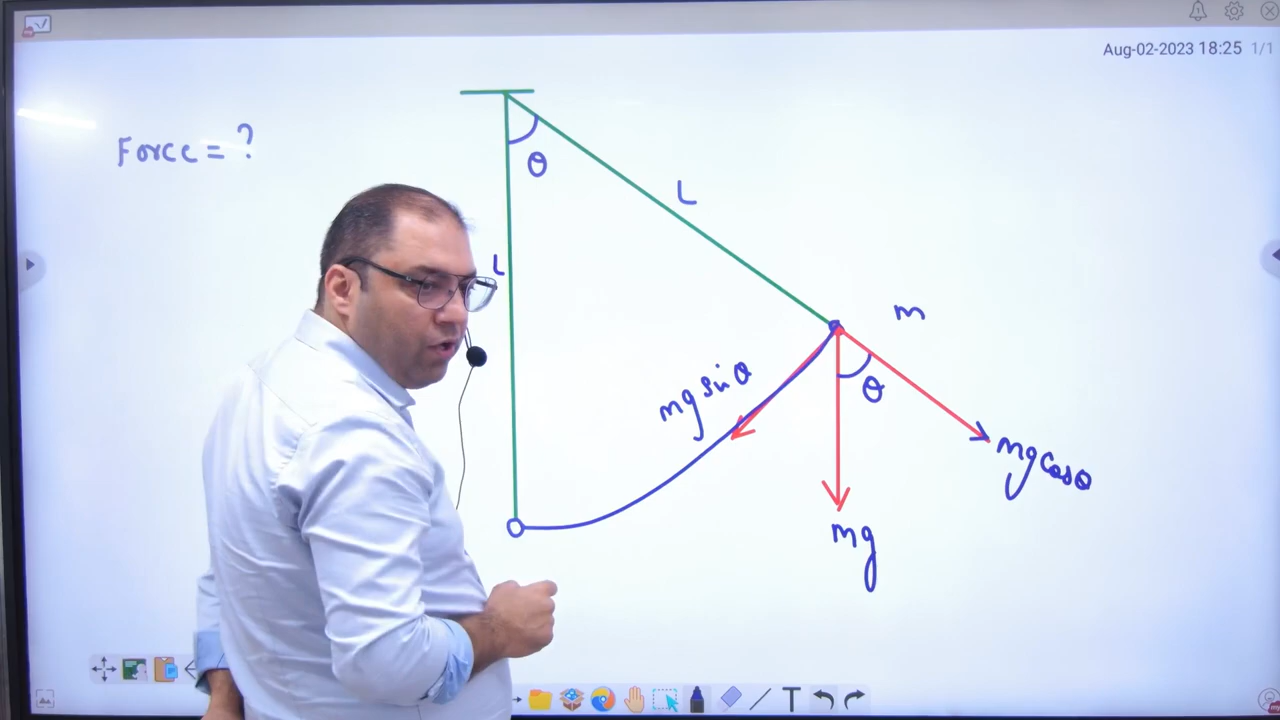 Aug-02-2023 18:25 1/1
Force = ?
θ
L
L
m
mg sin θ
θ
mg cos θ
mg
T